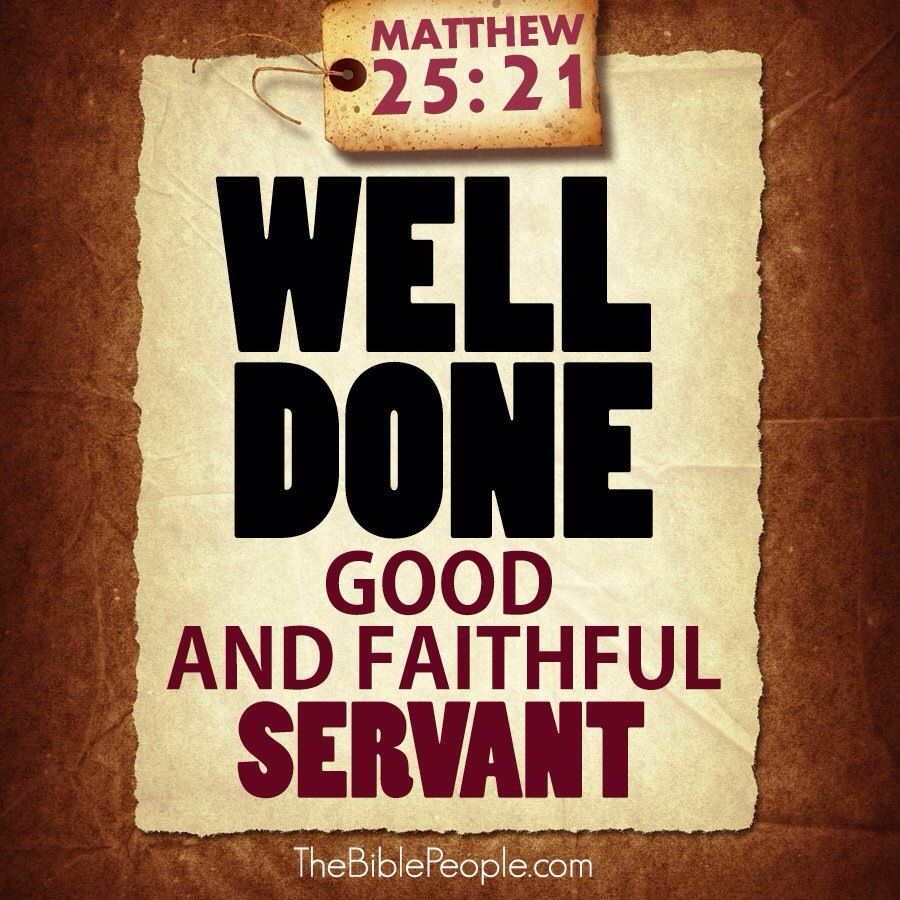 MATTHEW
25:21
WELL
DONE
GOOD
AND FAITHFUL
SERVANT
TheBiblePeople.com